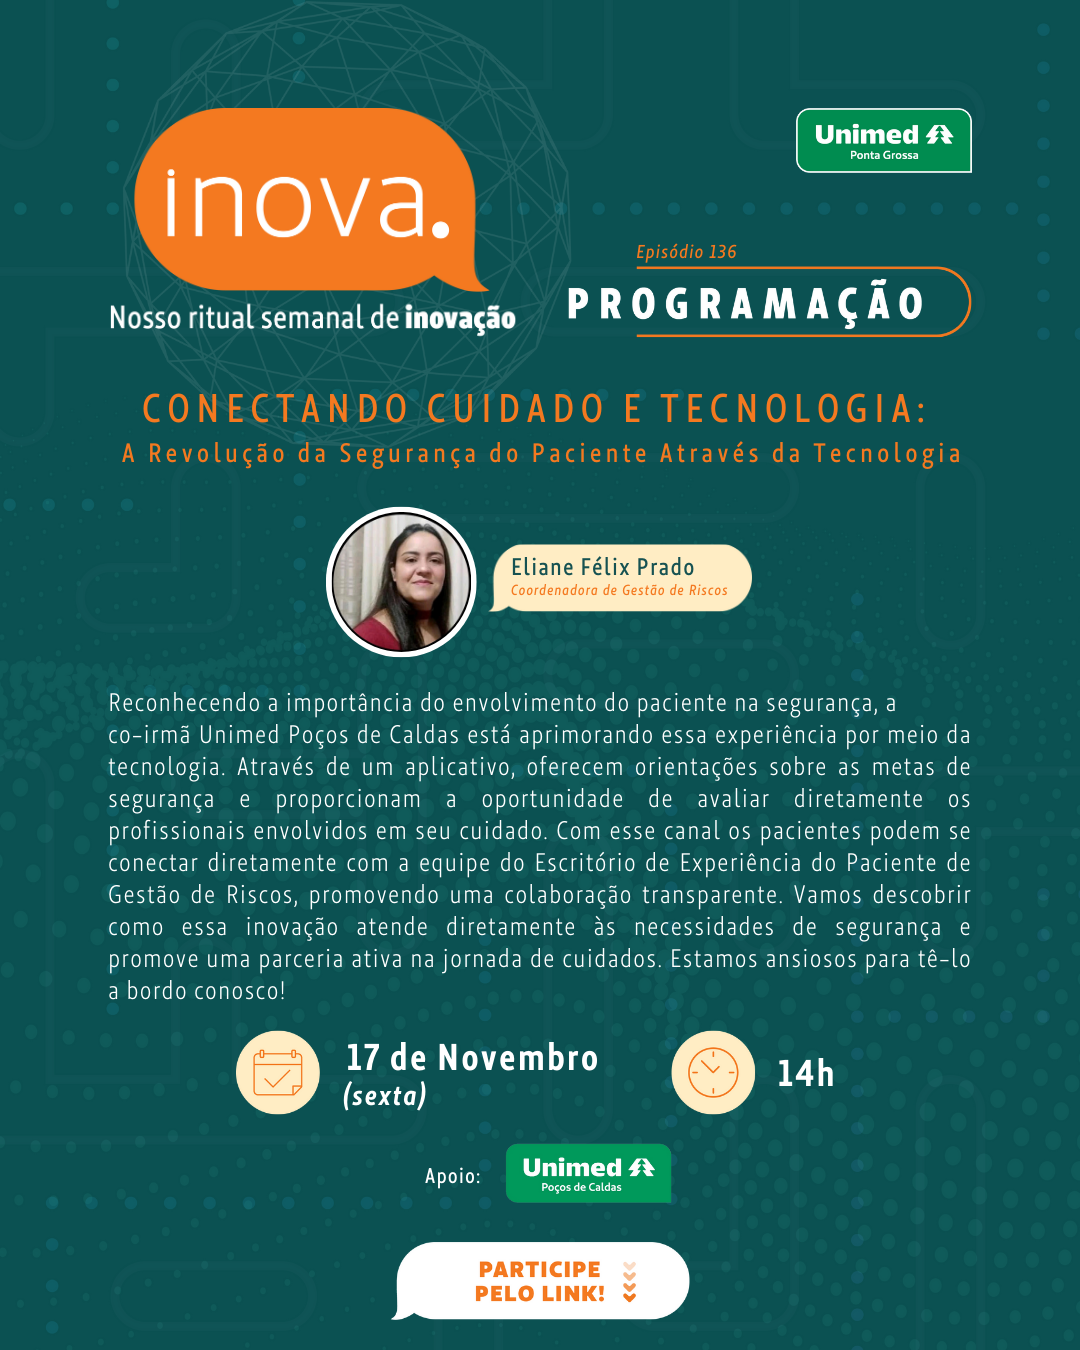 inova.
Nosso ritual semanal de inovação
Unimed
Ponta Grossa
Episódio 136
PROGRAMAÇÃO
CONECTANDO CUIDADO E TECNOLOGIA:
A Revolução da Segurança do Paciente Através da Tecnologia
Eliane Félix Prado
Coordenadora de Gestão de Riscos
Reconhecendo a importância do envolvimento do paciente na segurança, a
co-irmã Unimed Poços de Caldas está aprimorando essa experiência por meio da
tecnologia. Através de um aplicativo, oferecem orientações sobre as metas de
segurança e proporcionam a oportunidade de avaliar diretamente os
profissionais envolvidos em seu cuidado. Com esse canal os pacientes podem se
conectar diretamente com a equipe do Escritório de Experiência do Paciente de
Gestão de Riscos, promovendo uma colaboração transparente. Vamos descobrir
como essa inovação atende diretamente às necessidades de segurança e
promove uma parceria ativa na jornada de cuidados. Estamos ansiosos para tê-lo
a bordo conosco!
17 de Novembro
(sexta)
14h
Apoio:
Unimed
Poços de Caldas
PARTICIPE
PELO LINK!